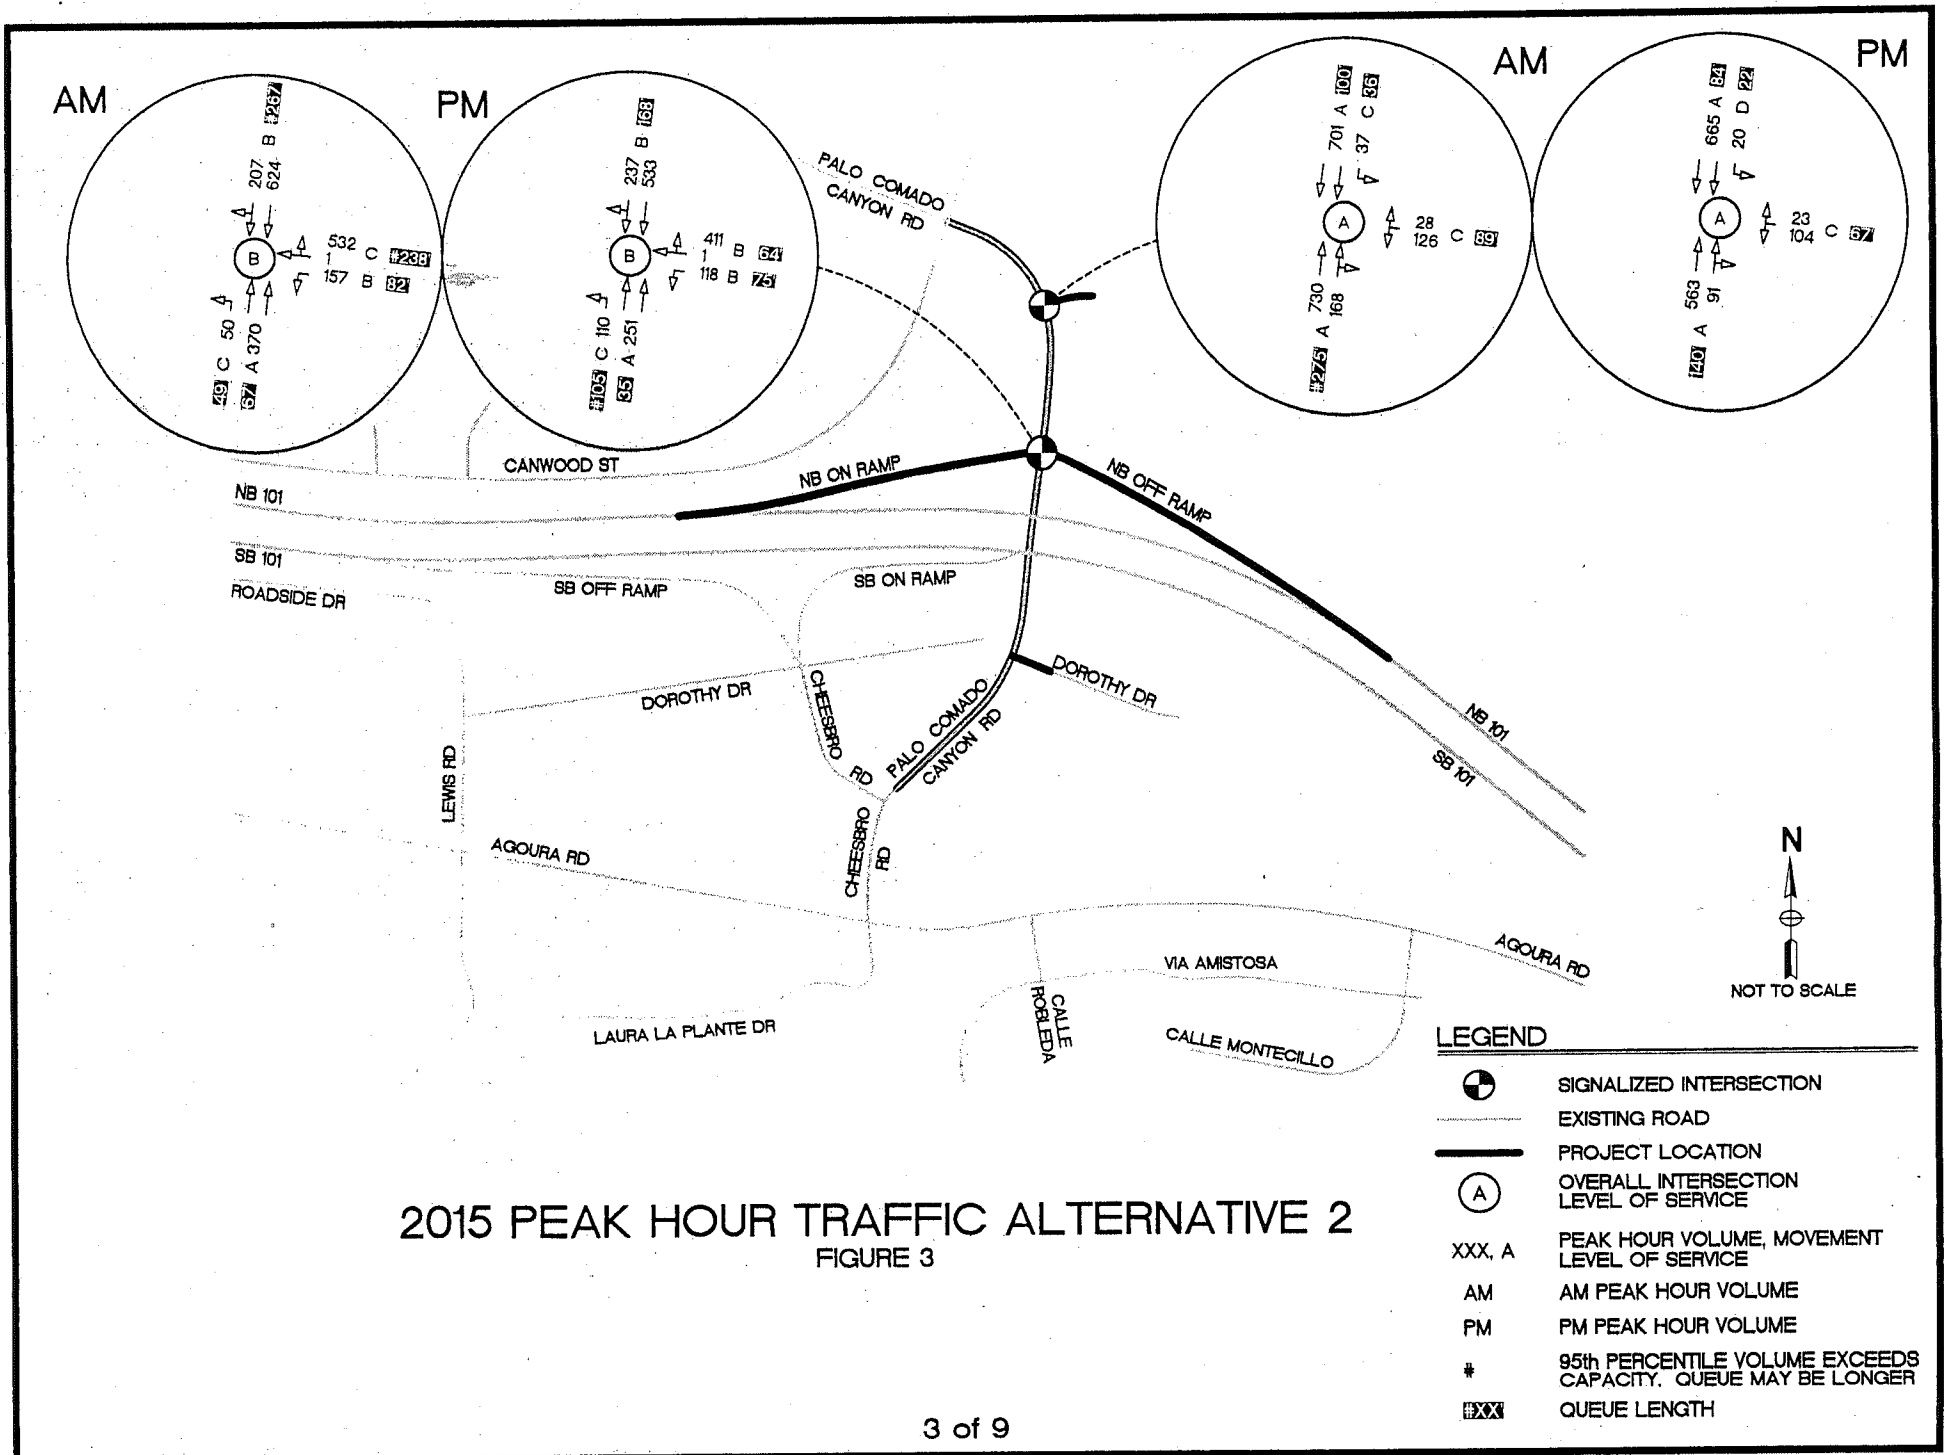 AM
207 B #267'
624
532 C #238'
1
157 B 82'
B
49' C 50
67' A 370
PM
237 B 168'
533
411 B 64'
1
118 B 75'
B
#105' C 110
35' A 251
AM
701 A 100'
37 C 36'
A
28
126 C 89'
730
#275' A 168
PM
665 A 84'
20 D 22'
A
23
104 C 67'
563
140' A 91
PALO COMADO
CANYON RD
CANWOOD ST
NB ON RAMP
NB OFF RAMP
NB 101
SB 101
ROADSIDE DR
SB OFF RAMP
SB ON RAMP
DOROTHY DR
CHEESBRO
RD
PALO COMADO
CANYON RD
DOROTHY DR
NB 101
SB 101
LEWIS RD
CHEESBRO
RD
AGOURA RD
AGOURA RD
VIA AMISTOSA
CALLE
ROBLEDA
CALLE MONTECILLO
LAURA LA PLANTE DR
N
NOT TO SCALE
LEGEND
SIGNALIZED INTERSECTION
EXISTING ROAD
PROJECT LOCATION
A OVERALL INTERSECTION
LEVEL OF SERVICE
XXX, A PEAK HOUR VOLUME, MOVEMENT
LEVEL OF SERVICE
AM AM PEAK HOUR VOLUME
PM PM PEAK HOUR VOLUME
# 95th PERCENTILE VOLUME EXCEEDS
CAPACITY. QUEUE MAY BE LONGER
#XX' QUEUE LENGTH
2015 PEAK HOUR TRAFFIC ALTERNATIVE 2
FIGURE 3
3 of 9